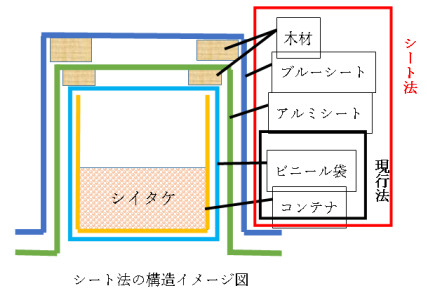 木材
シート法
ブルーシート
アルミシート
現行法
ビニール袋
シイタケ
コンテナ
シート法の構造イメージ図